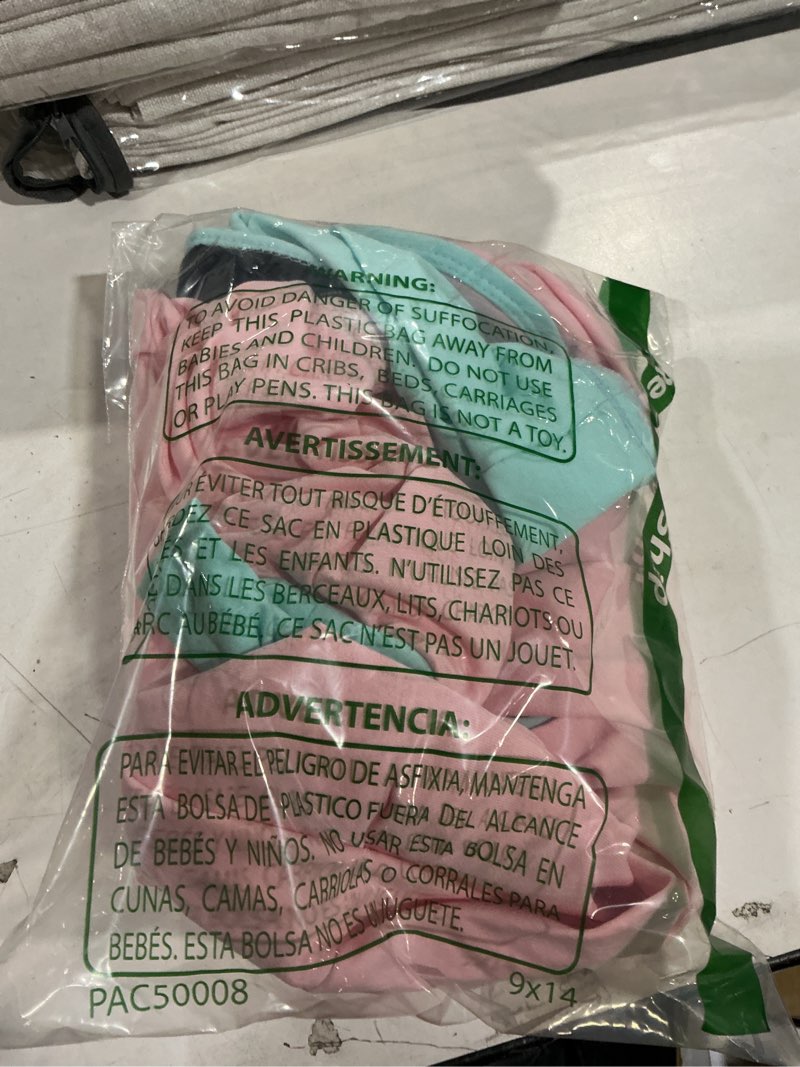 WARNING:
TO AVOID DANGER OF SUFFOCATION,
KEEP THIS PLASTIC BAG AWAY FROM
BABIES AND CHILDREN. DO NOT USE
THIS BAG IN CRIBS, BEDS, CARRIAGES
OR PLAY PENS. THIS BAG IS NOT A TOY.
AVERTISSEMENT:
ÉVITER TOUT RISQUE D'ÉTOUFFEMENT,
CE SAC EN PLASTIQUE LOIN DES
ET LES ENFANTS. N'UTILISEZ PAS CE
DANS LES BERCEAUX, LITS, CHARIOTS OU
AUBÉBÉ. CE SAC N'EST PAS UN JOUET.
ADVERTENCIA:
PARA EVITAR EL PELIGRO DE ASFIXIA, MANTENGA
ESTA BOLSA DE PLASTICO FUERA DEL ALCANCE
DE BEBÉS Y NIÑOS. NO USAR ESTA BOLSA EN
CUNAS, CAMAS, CARRIOLAS O CORRALES PARA
BEBÉS. ESTA BOLSA NO ES UN JUGUETE.
PAC50008 9x14